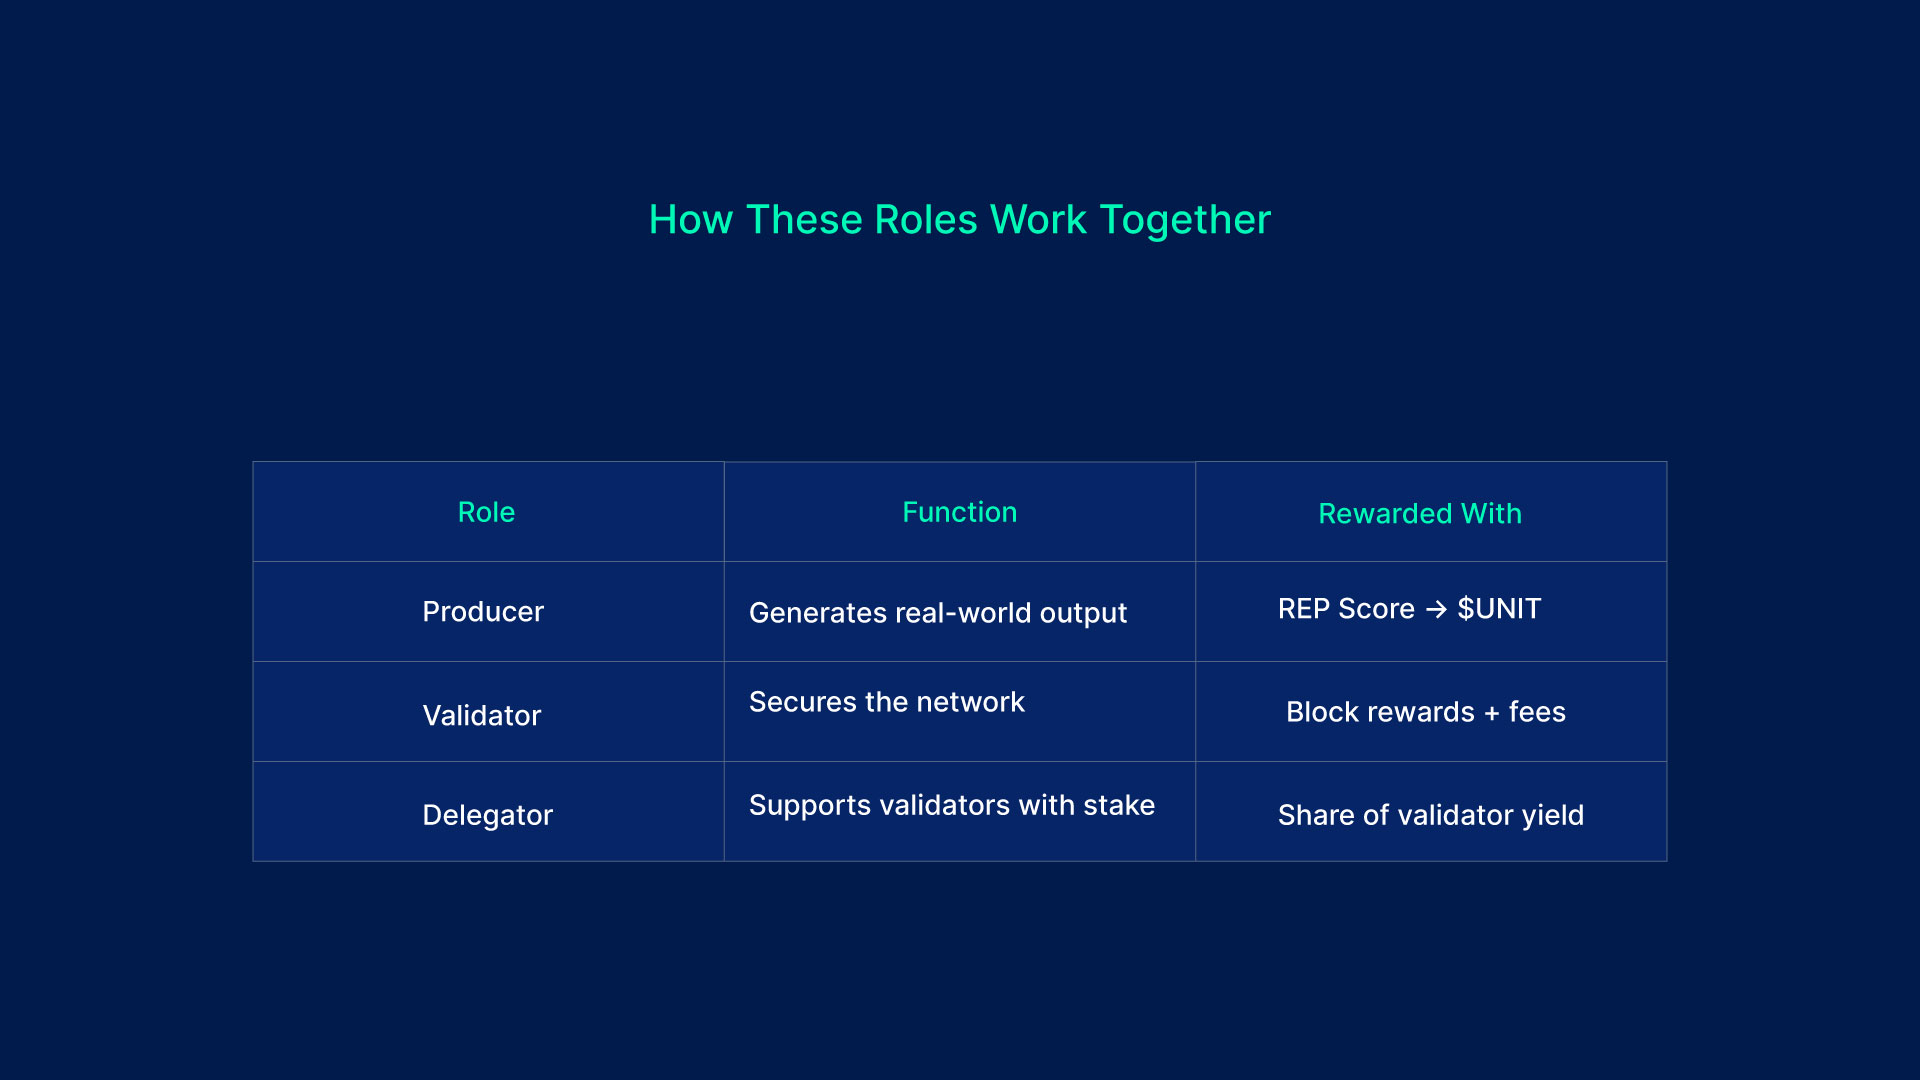 How These Roles Work Together
Role Function Rewarded With
Producer Generates real-world output REP Score → $UNIT
Validator Secures the network Block rewards + fees
Delegator Supports validators with stake Share of validator yield